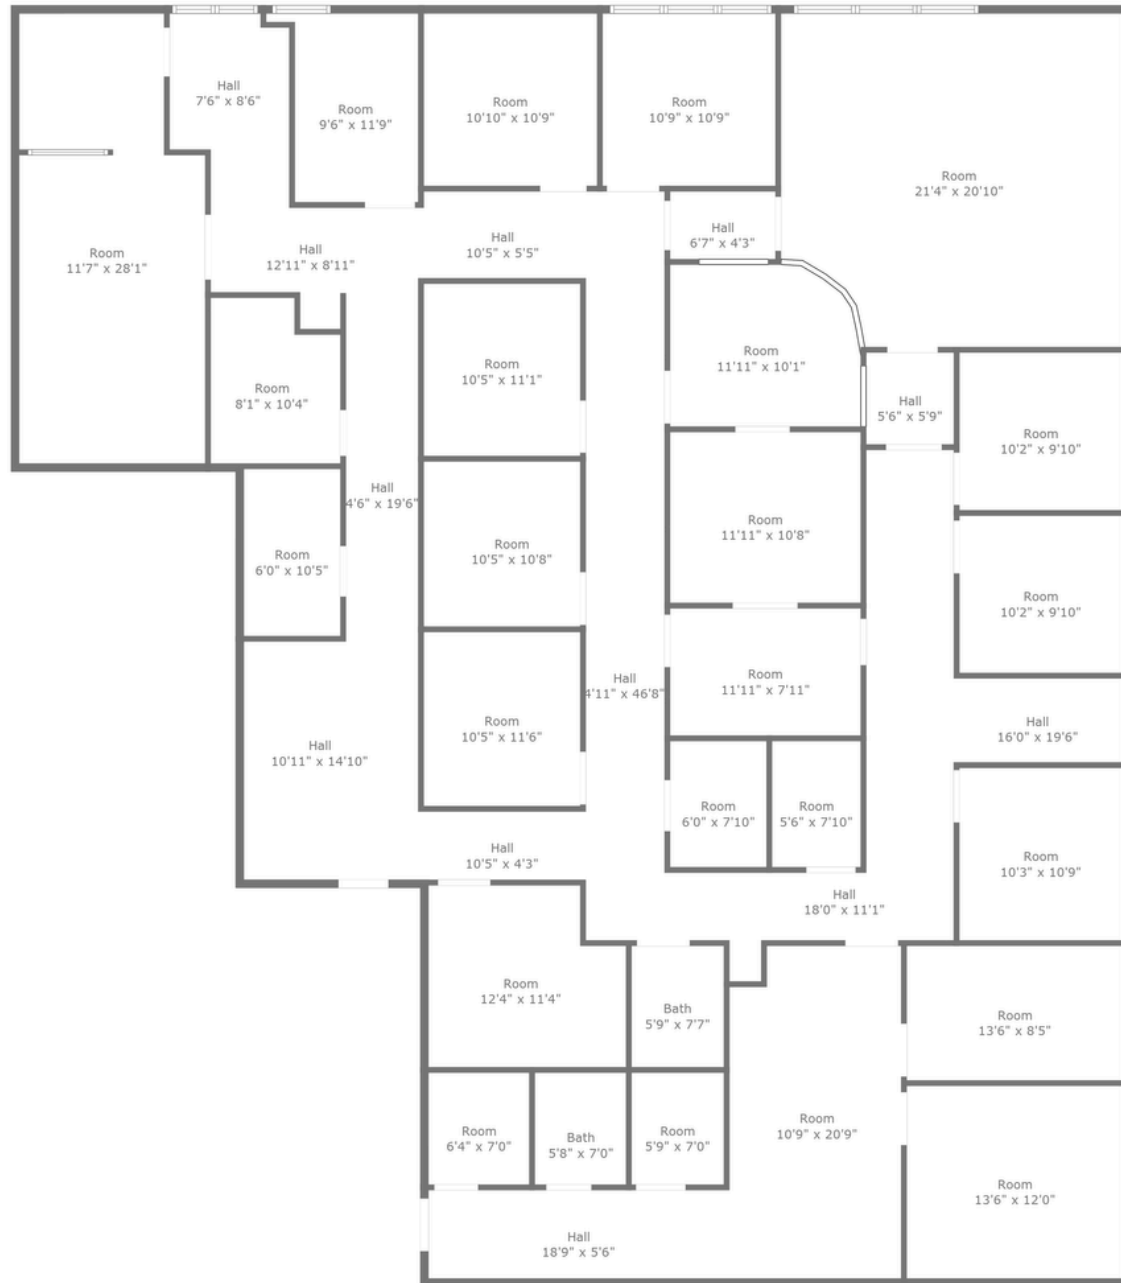 Hall
7'6" x 8'6"
Room
9'6" x 11'9"
Room
10'10" x 10'9"
Room
10'9" x 10'9"
Room
21'4" x 20'10"
Hall
6'7" x 4'3"
Hall
10'5" x 5'5"
Hall
12'11" x 8'11"
Room
11'7" x 28'1"
Room
11'11" x 10'1"
Room
10'5" x 11'1"
Room
8'1" x 10'4"
Hall
5'6" x 5'9"
Room
10'2" x 9'10"
Hall
4'6" x 19'6"
Room
11'11" x 10'8"
Room
10'5" x 10'8"
Room
6'0" x 10'5"
Room
10'2" x 9'10"
Room
11'11" x 7'11"
Hall
4'11" x 46'8"
Room
10'5" x 11'6"
Hall
16'0" x 19'6"
Hall
10'11" x 14'10"
Room
6'0" x 7'10"
Room
5'6" x 7'10"
Hall
10'5" x 4'3"
Room
10'3" x 10'9"
Hall
18'0" x 11'1"
Room
12'4" x 11'4"
Bath
5'9" x 7'7"
Room
13'6" x 8'5"
Room
10'9" x 20'9"
Room
6'4" x 7'0"
Bath
5'8" x 7'0"
Room
5'9" x 7'0"
Room
13'6" x 12'0"
Hall
18'9" x 5'6"